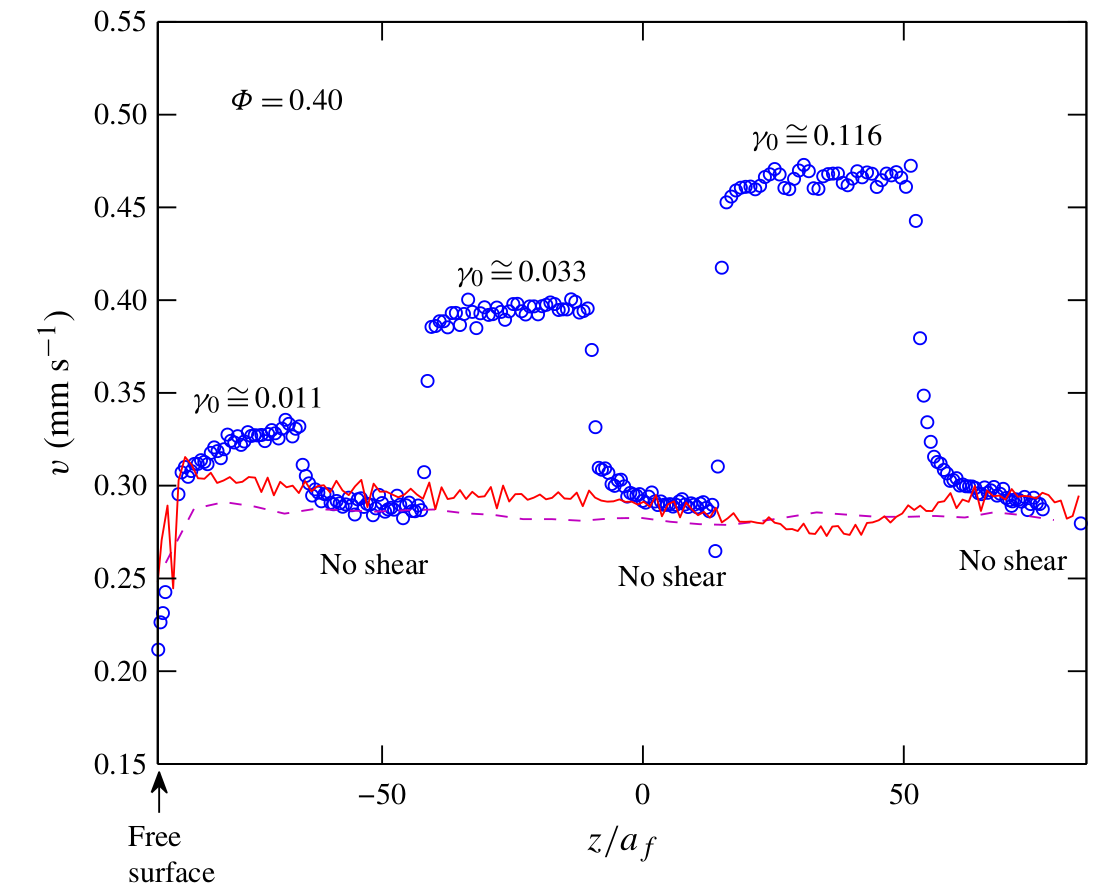 0.55
Φ = 0.40
0.50
γ₀ ≅ 0.116
0.45
γ₀ ≅ 0.033
0.40
γ₀ ≅ 0.011
0.35
v (mm s⁻¹)
0.30
No shear
No shear
No shear
0.25
0.20
0.15
−50
0
50
Free
surface
z/a_f